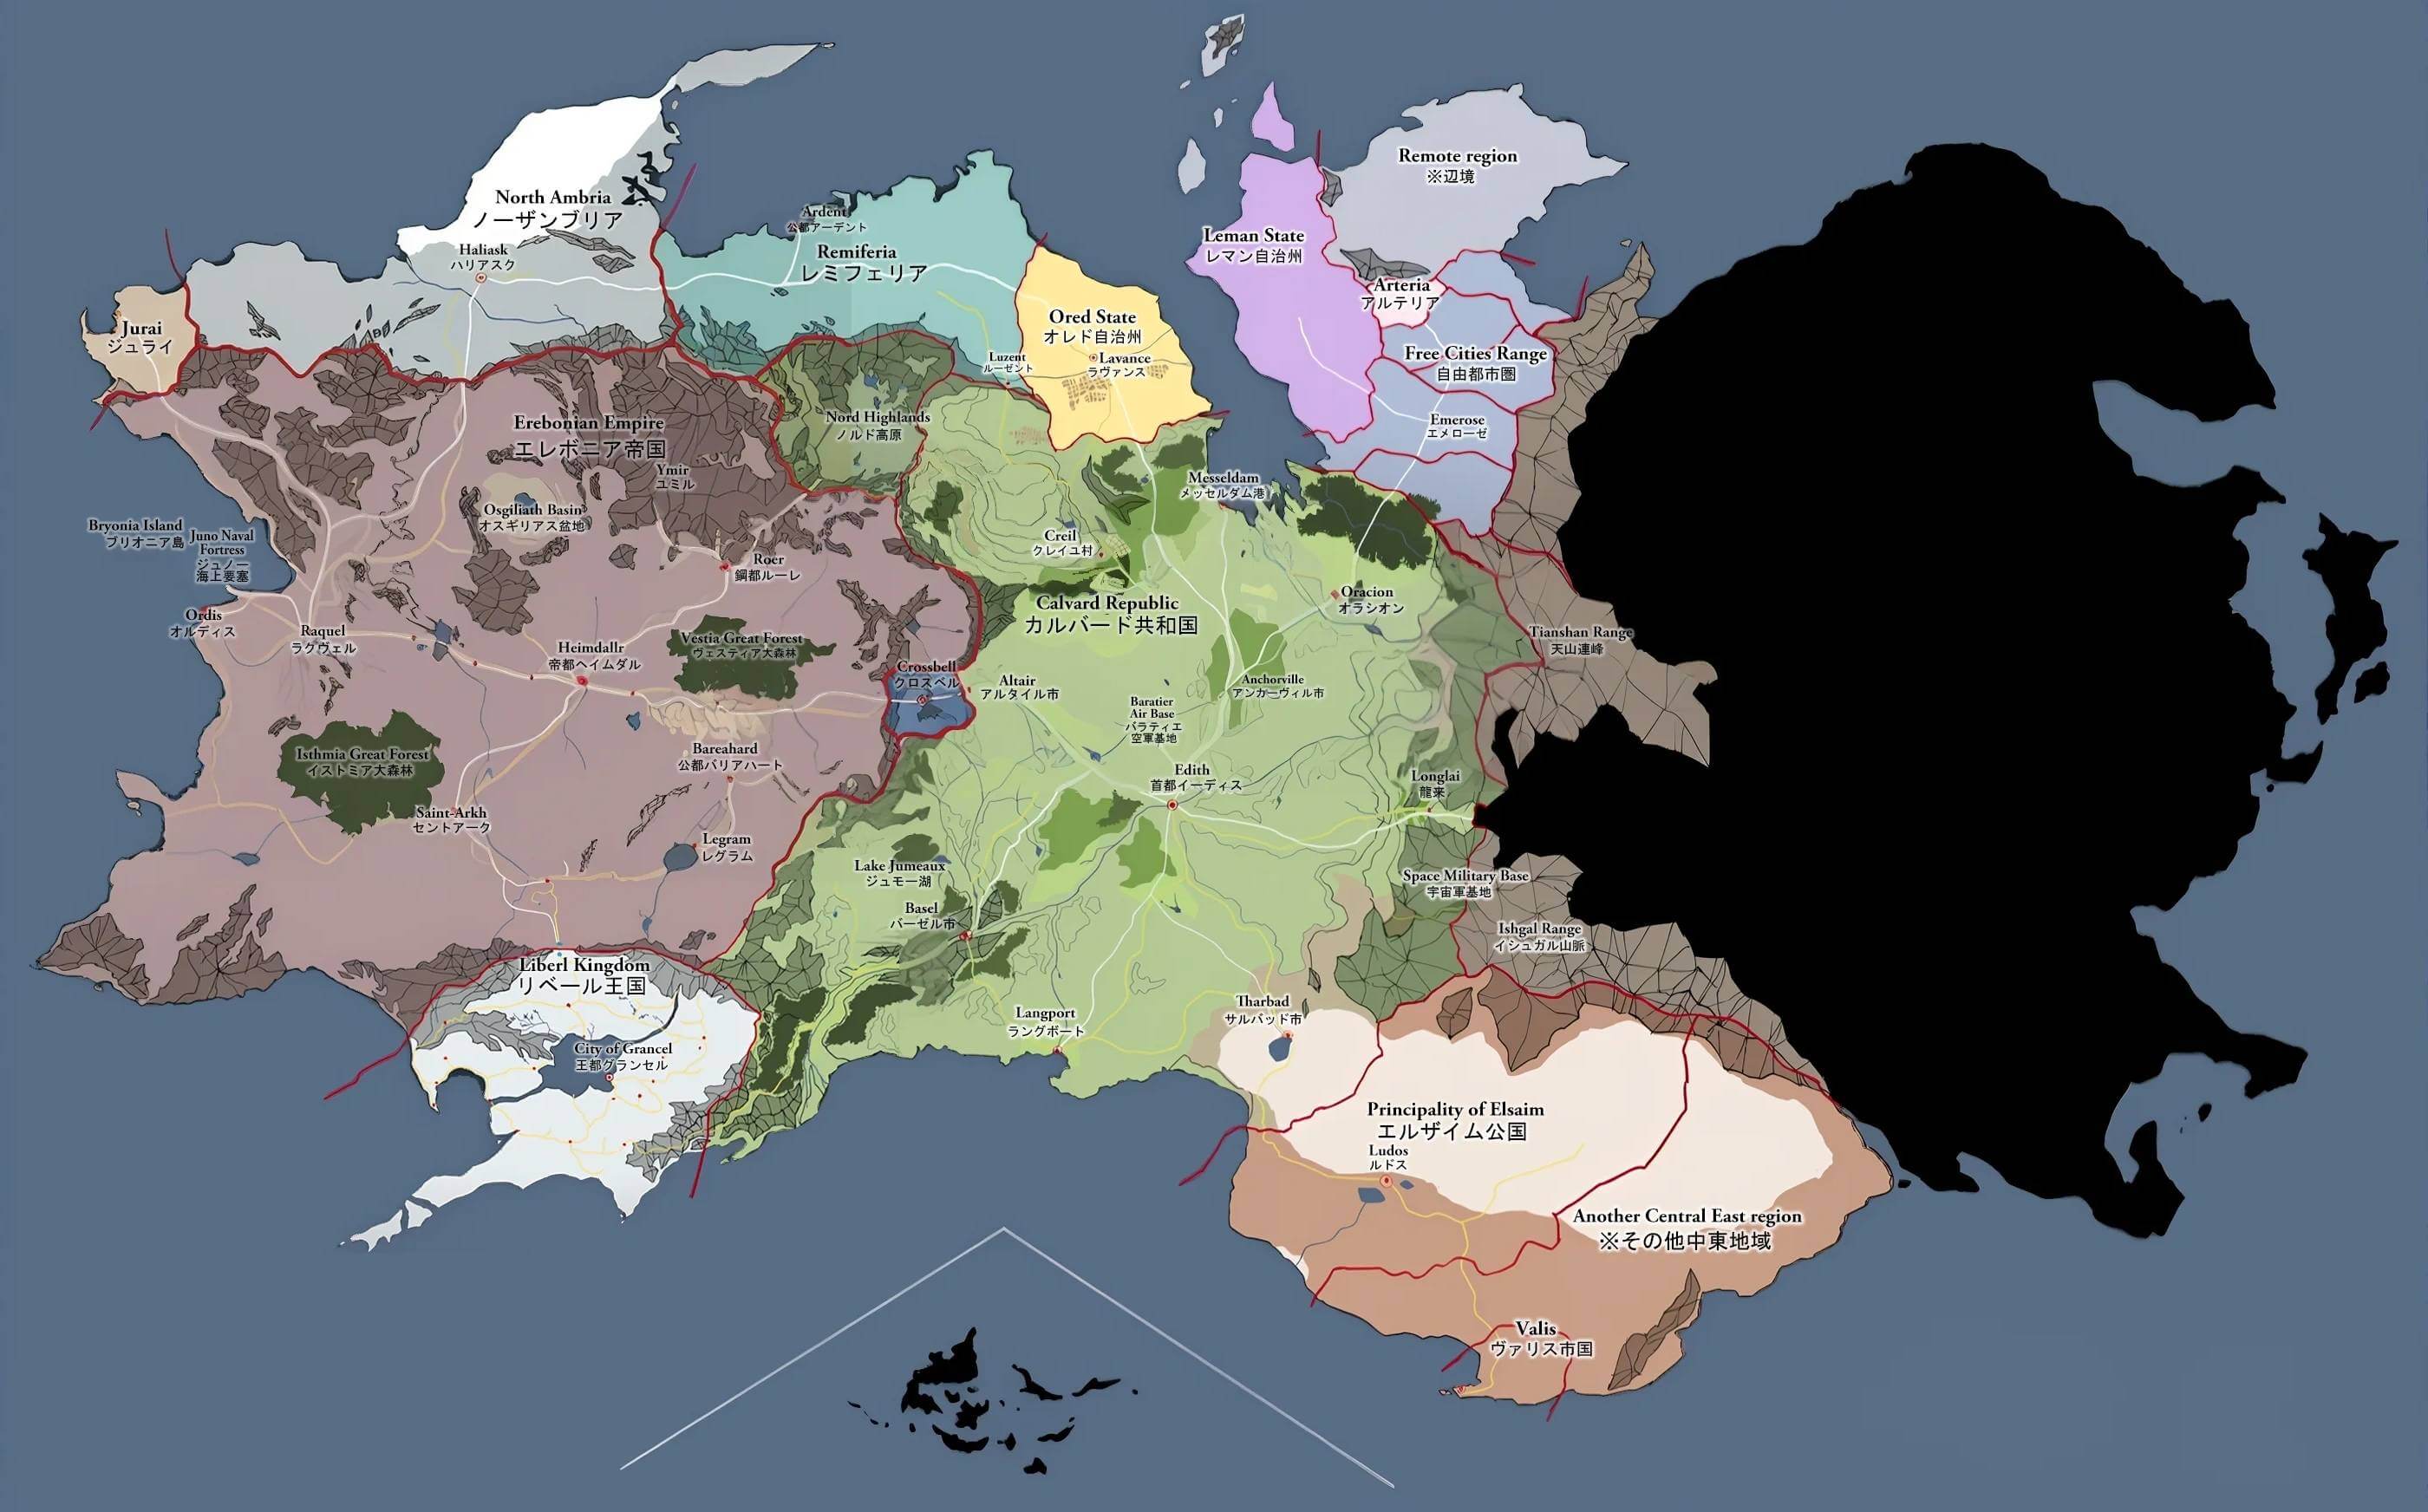 North Ambria
ノーザンブリア
Haliask
ハリアスク
Ardent
公都アーデント
Remiferia
レミフェリア
Leman State
レマン自治州
Remote region
※辺境
Arteria
アルテリア
Jurai
ジュライ
Ored State
オレド自治州
Lavance
ラヴァンス
Luzent
ルーゼント
Free Cities Range
自由都市圏
Emerose
エメローゼ
Erebonian Empire
エレボニア帝国
Nord Highlands
ノルド高原
Ymir
ユミル
Osgiliath Basin
オスギリアス盆地
Messeldam
メッセルダム港
Bryonia Island
ブリオニア島
Juno Naval
Fortress
ジュノー
海上要塞
Creil
クレイユ村
Roer
鋼都ルーレ
Calvard Republic
カルバード共和国
Oracion
オラシオン
Ordis
オルディス
Raquel
ラクヴェル
Heimdallr
帝都ヘイムダル
Vestia Great Forest
ヴェスティア大森林
Crossbell
クロスベル
Tianshan Range
天山連峰
Altair
アルタイル市
Anchorville
アンカーヴィル市
Baratier
Air Base
バラティエ
空軍基地
Isthmia Great Forest
イストミア大森林
Bareahard
公都バリアハート
Edith
首都イーディス
Longlai
龍来
Saint-Arkh
セントアーク
Legram
レグラム
Lake Jumeaux
ジュモー湖
Space Military Base
宇宙軍基地
Basel
バーゼル市
Ishgal Range
イシュガル山脈
Liberl Kingdom
リベール王国
Langport
ラングポート
Tharbad
サルバッド市
City of Grancel
王都グランセル
Principality of Elsaim
エルザイム公国
Ludos
ルドス
Another Central East region
※その他中東地域
Valis
ヴァリス市国